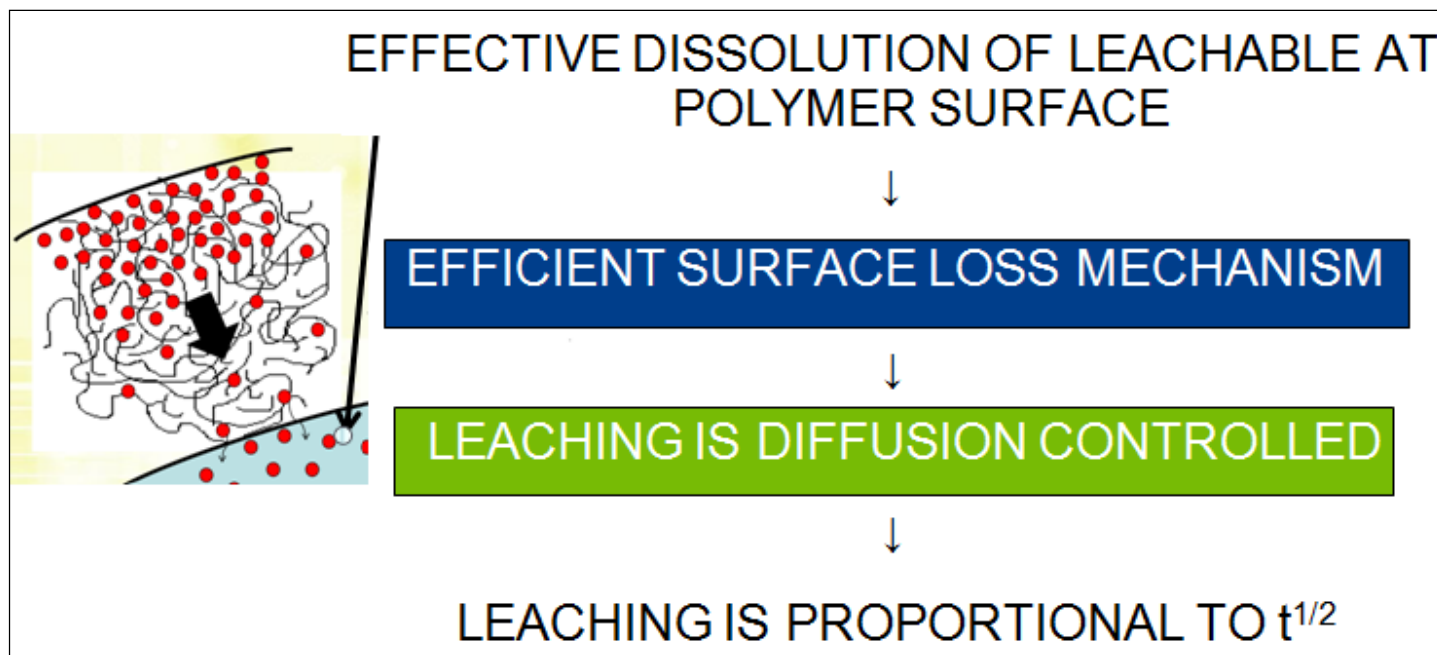 EFFECTIVE DISSOLUTION OF LEACHABLE AT
POLYMER SURFACE
↓
EFFICIENT SURFACE LOSS MECHANISM
↓
LEACHING IS DIFFUSION CONTROLLED
↓
LEACHING IS PROPORTIONAL TO t^{1/2}